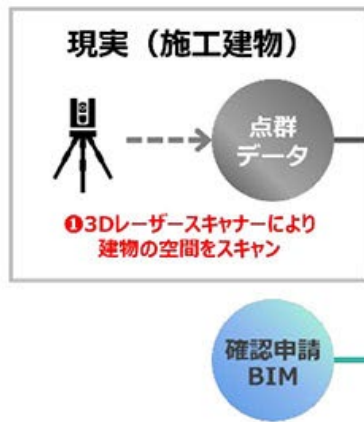 現実（施工建物）
点群
データ
❶3Dレーザースキャナーにより
建物の空間をスキャン
確認申請
BIM